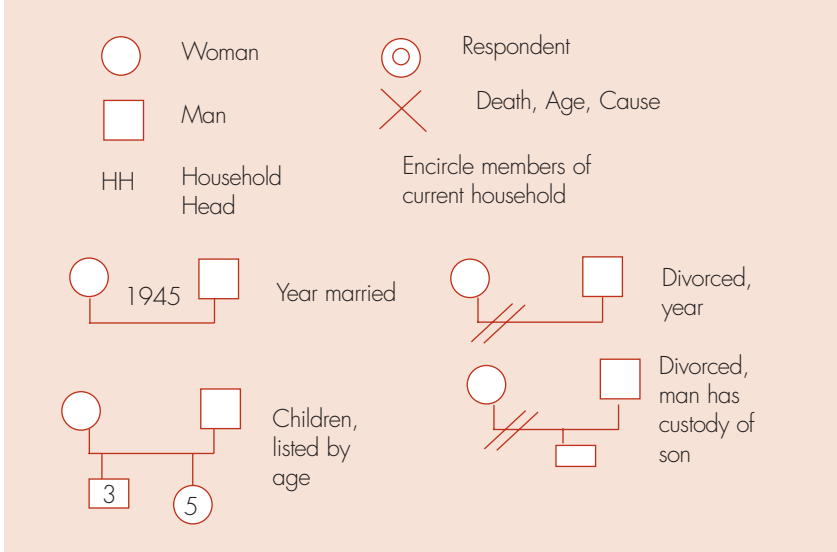 Woman
Respondent
Man
Death, Age, Cause
HH
Household
Head
Encircle members of
current household
1945
Year married
Divorced,
year
Children,
listed by
age
3
5
Divorced,
man has
custody of
son